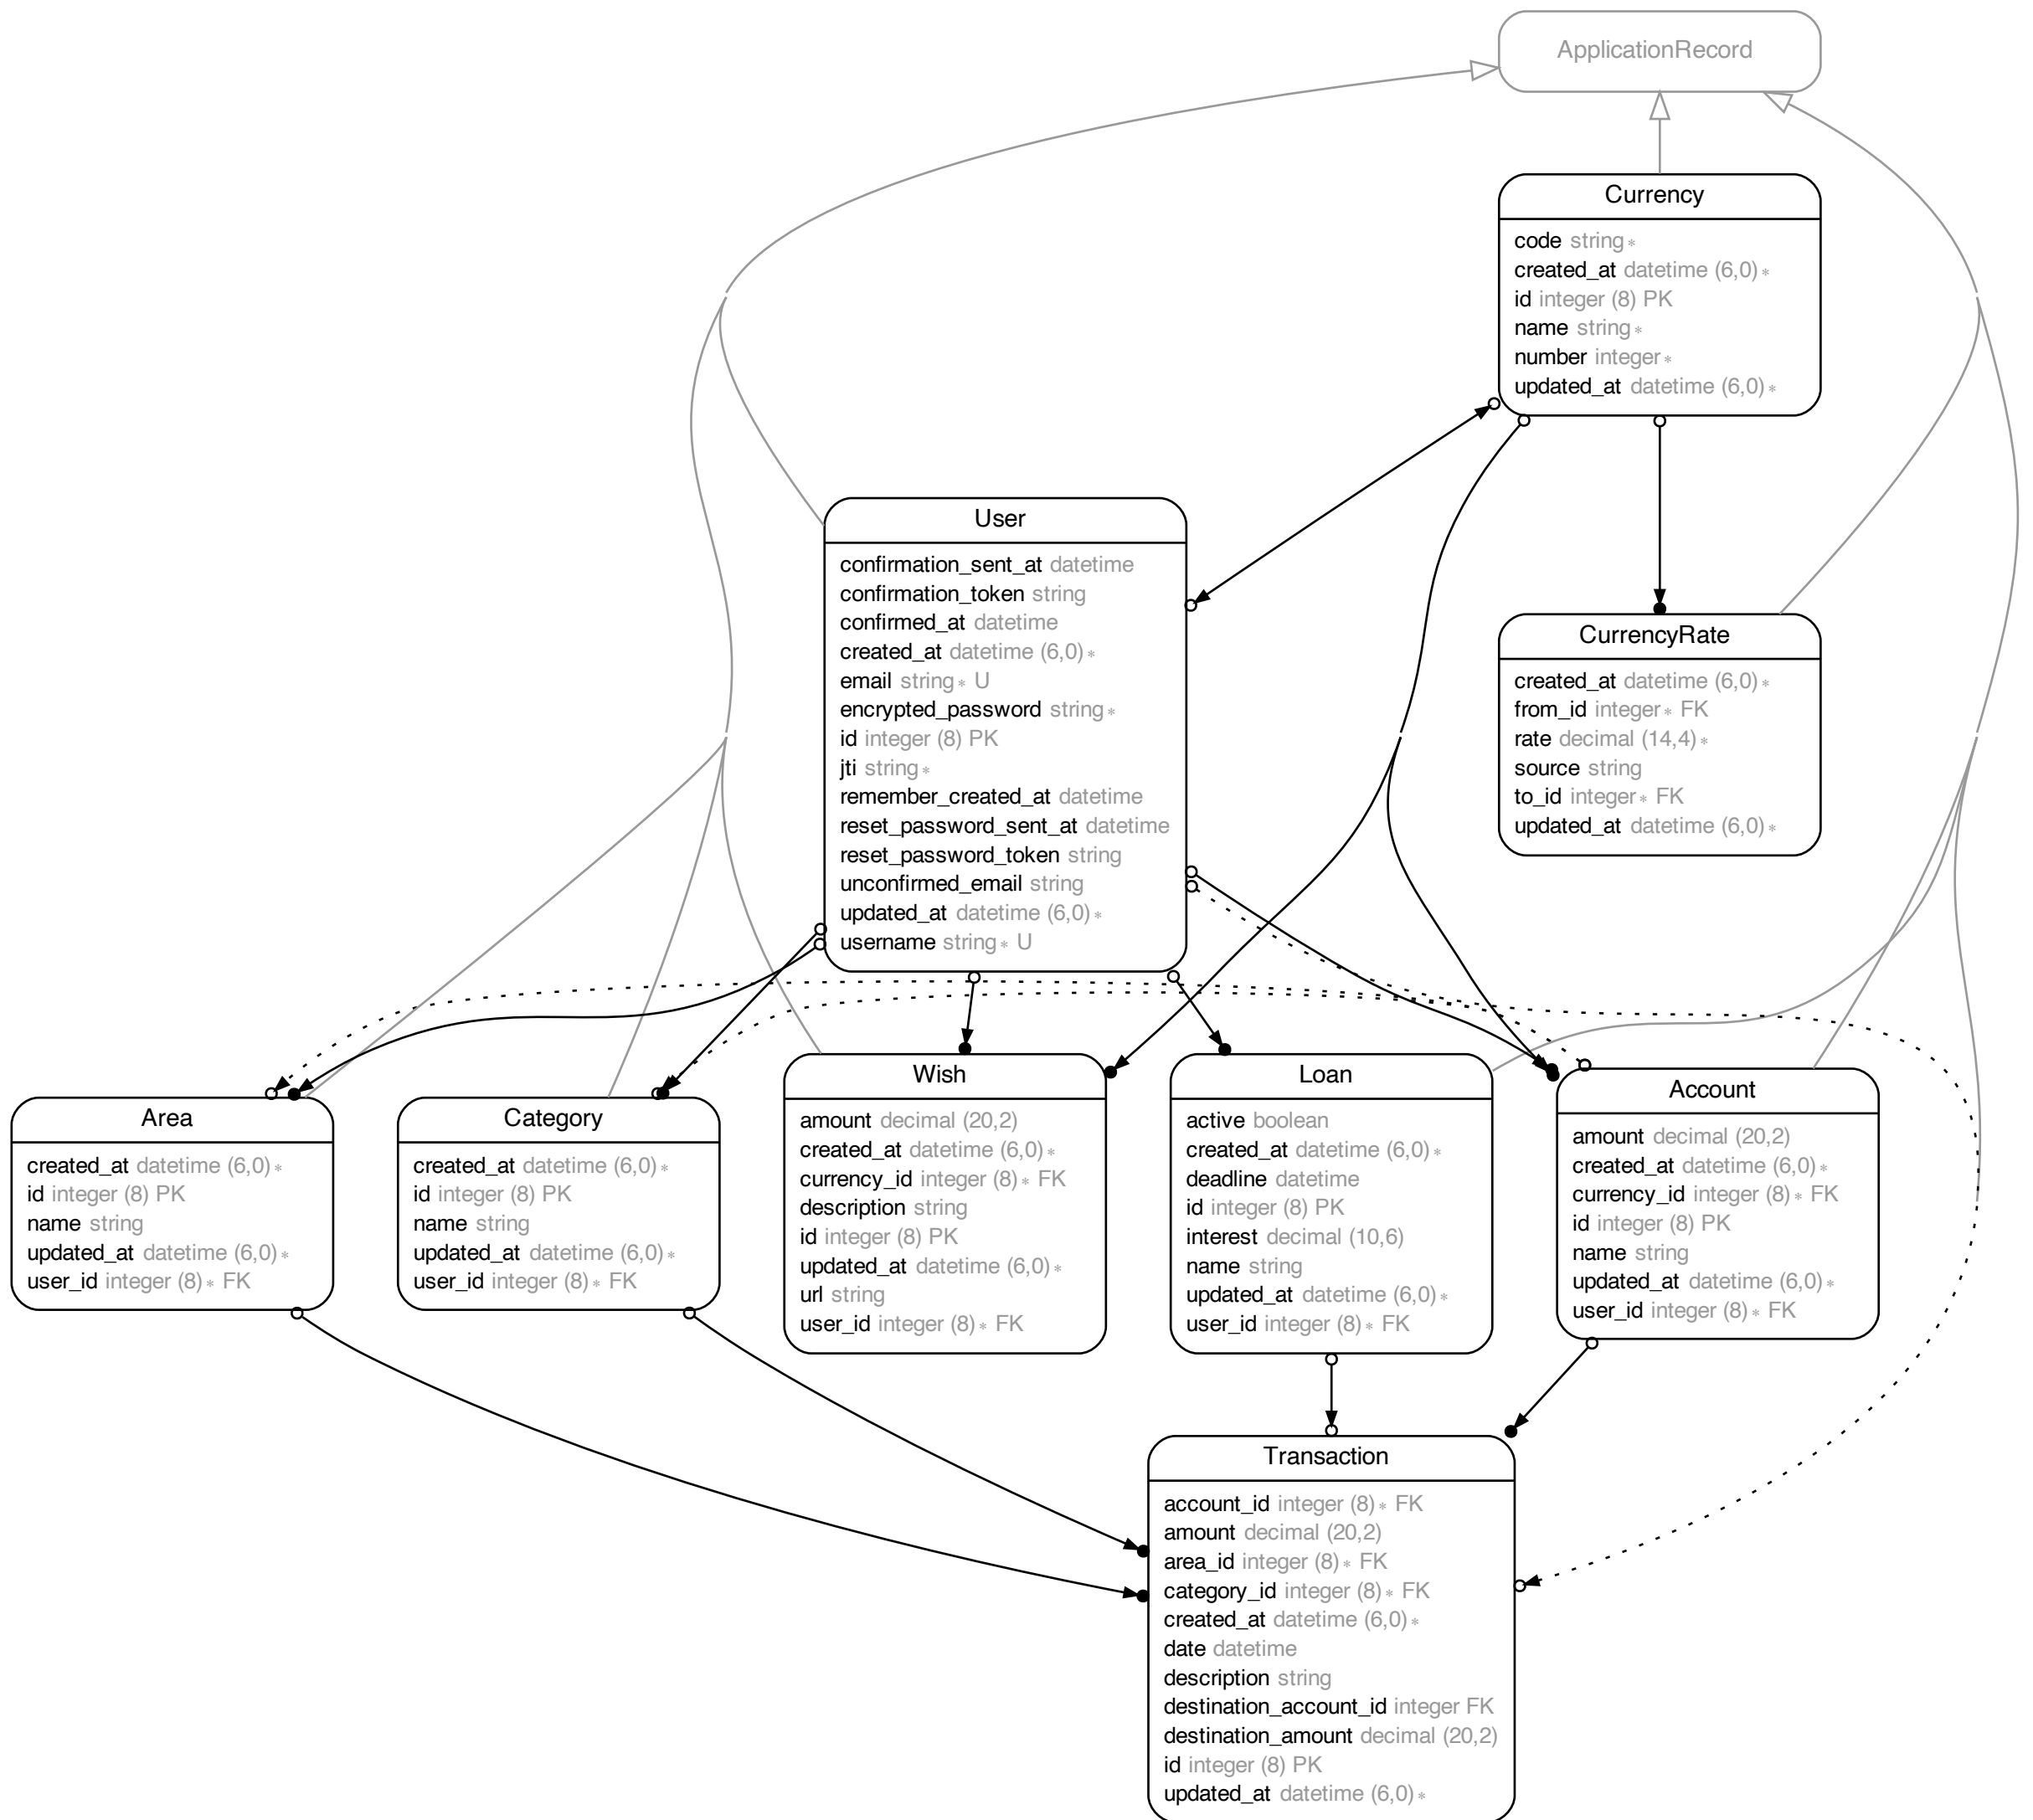 ApplicationRecord
Currency
code string*
created_at datetime (6,0)*
id integer (8) PK
name string*
number integer*
updated_at datetime (6,0)*
User
confirmation_sent_at datetime
confirmation_token string
confirmed_at datetime
created_at datetime (6,0)*
email string* U
encrypted_password string*
id integer (8) PK
jti string*
remember_created_at datetime
reset_password_sent_at datetime
reset_password_token string
unconfirmed_email string
updated_at datetime (6,0)*
username string* U
CurrencyRate
created_at datetime (6,0)*
from_id integer* FK
rate decimal (14,4)*
source string
to_id integer* FK
updated_at datetime (6,0)*
Area
created_at datetime (6,0)*
id integer (8) PK
name string
updated_at datetime (6,0)*
user_id integer (8)* FK
Category
created_at datetime (6,0)*
id integer (8) PK
name string
updated_at datetime (6,0)*
user_id integer (8)* FK
Wish
amount decimal (20,2)
created_at datetime (6,0)*
currency_id integer (8)* FK
description string
id integer (8) PK
updated_at datetime (6,0)*
url string
user_id integer (8)* FK
Loan
active boolean
created_at datetime (6,0)*
deadline datetime
id integer (8) PK
interest decimal (10,6)
name string
updated_at datetime (6,0)*
user_id integer (8)* FK
Account
amount decimal (20,2)
created_at datetime (6,0)*
currency_id integer (8)* FK
id integer (8) PK
name string
updated_at datetime (6,0)*
user_id integer (8)* FK
Transaction
account_id integer (8)* FK
amount decimal (20,2)
area_id integer (8)* FK
category_id integer (8)* FK
created_at datetime (6,0)*
date datetime
description string
destination_account_id integer FK
destination_amount decimal (20,2)
id integer (8) PK
updated_at datetime (6,0)*